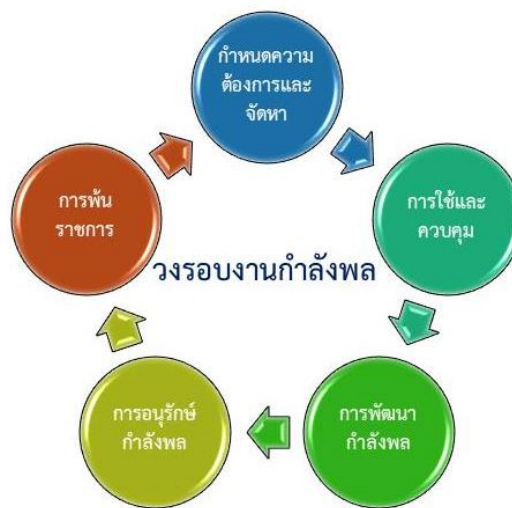 กำหนดความ
ต้องการและ
จัดหา
การใช้และ
ควบคุม
การพัฒนา
กำลังพล
การอนุรักษ์
กำลังพล
การพ้น
ราชการ
วงรอบงานกำลังพล